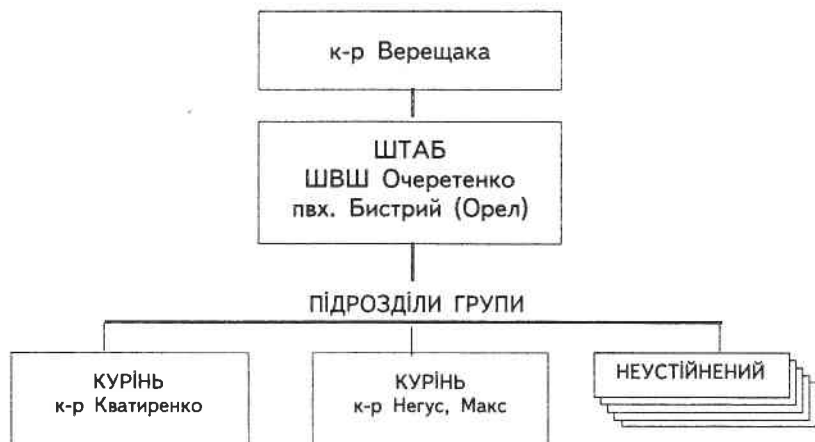 к-р Верещака
ШТАБ
ШВШ Очеретенко
пвх. Бистрий (Орел)
ПІДРОЗДІЛИ ГРУПИ
КУРІНЬ
к-р Кватиренко
КУРІНЬ
к-р Негус, Макс
НЕУСТІЙНЕНИЙ